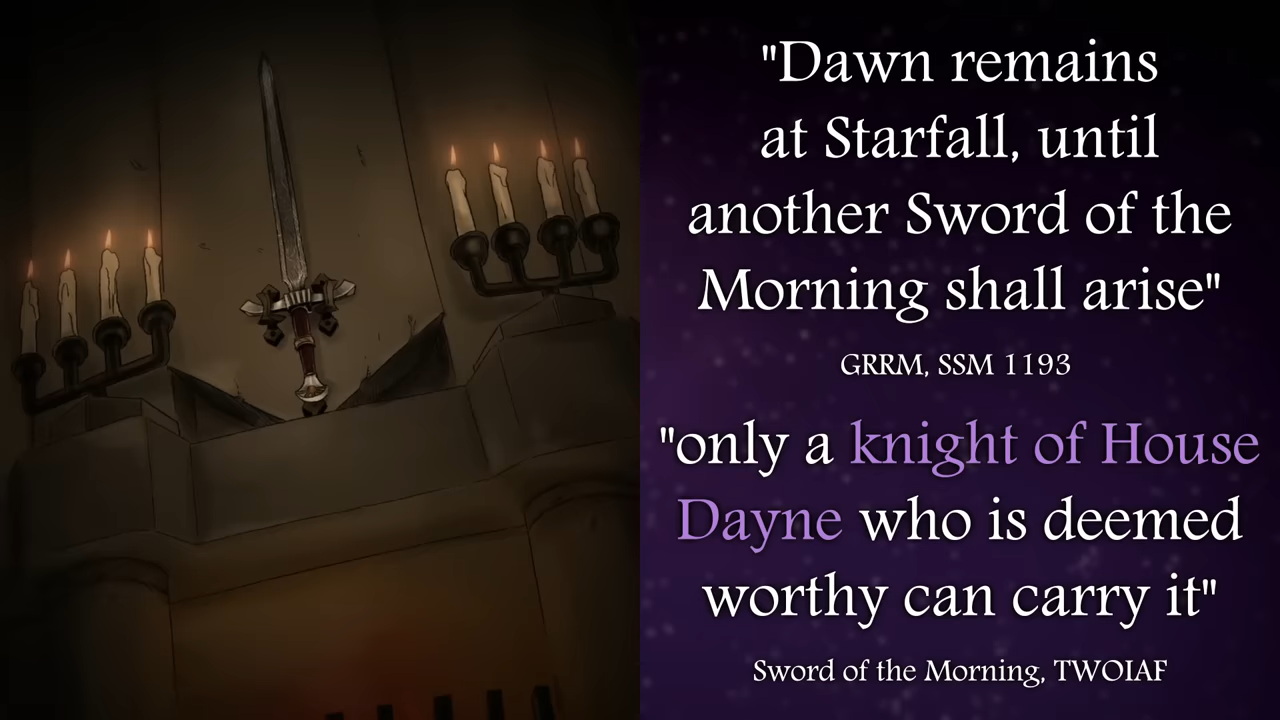 "Dawn remains
at Starfall, until
another Sword of the
Morning shall arise"
GRRM, SSM 1193
"only a knight of House
Dayne who is deemed
worthy can carry it"
Sword of the Morning, TWOIAF